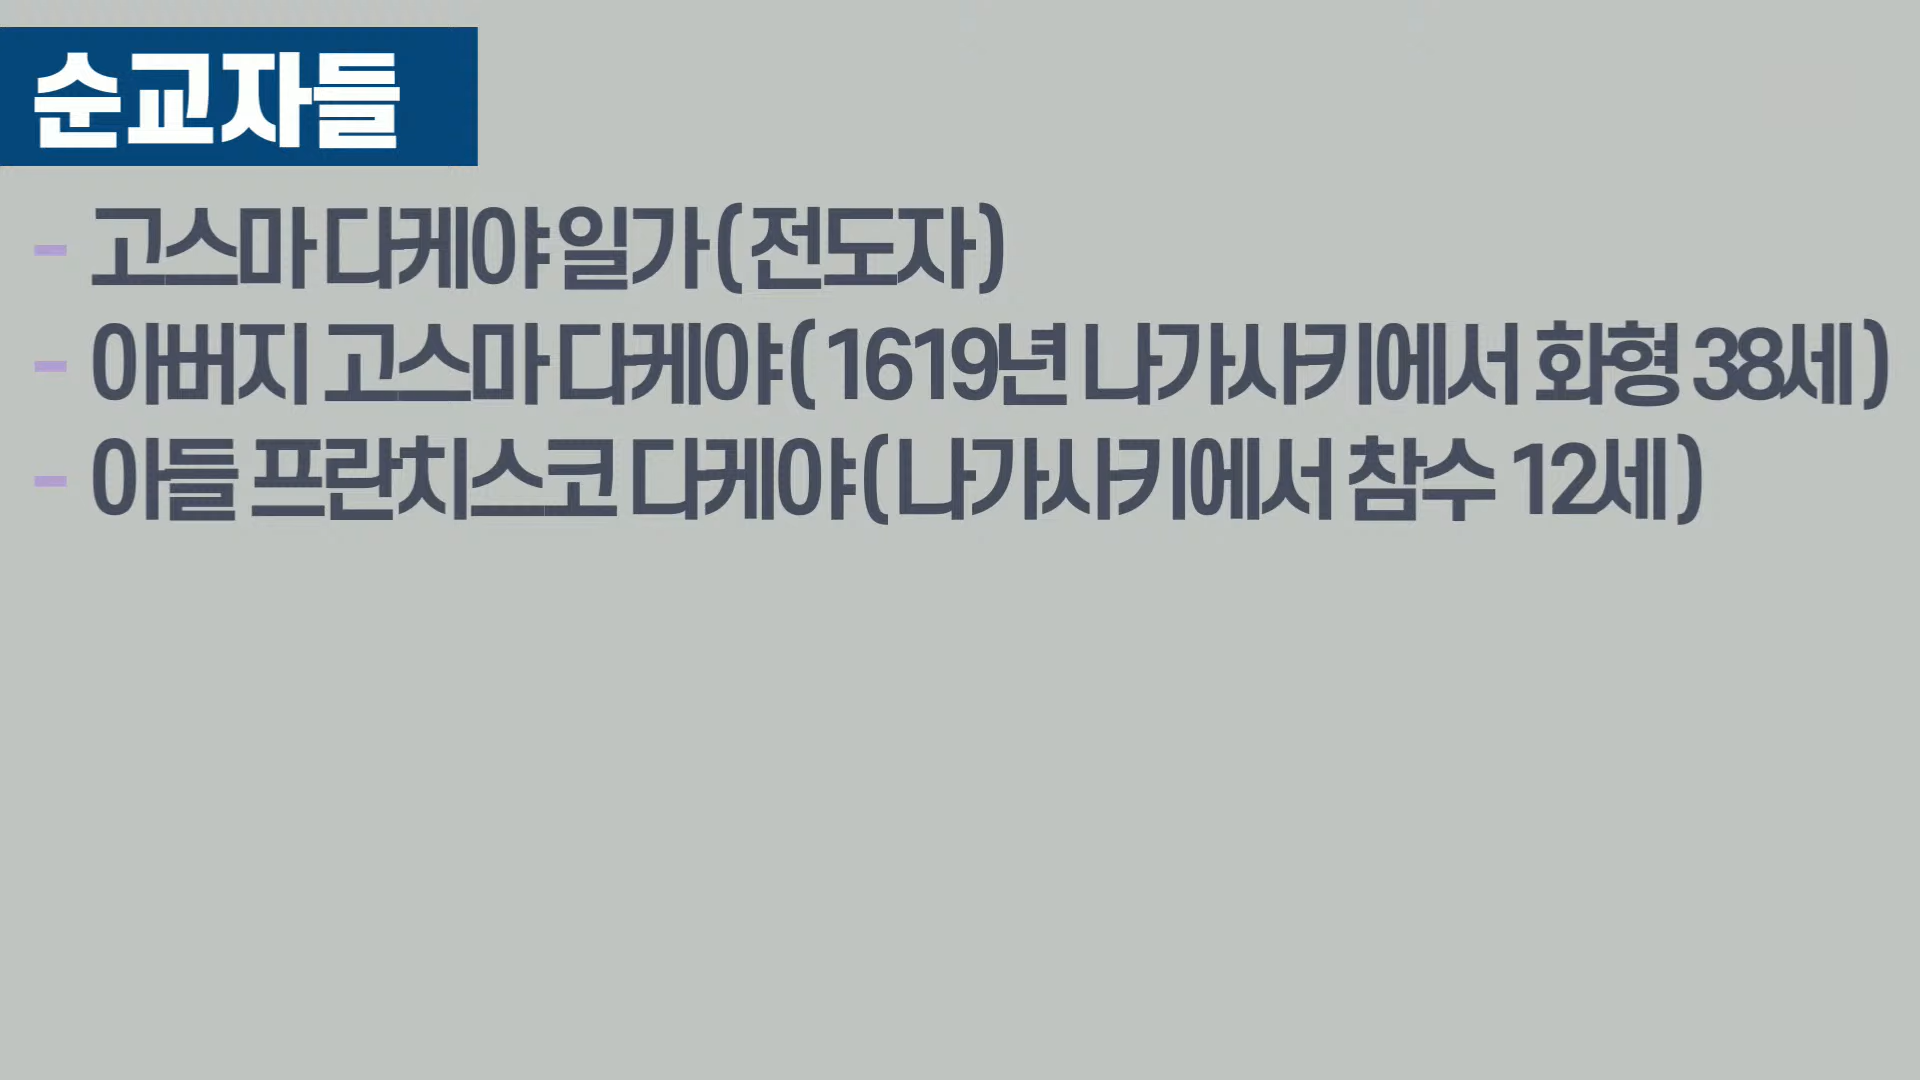 순교자들
- 고스마 다케야 일가 ( 전도자 )
- 아버지 고스마 다케야 ( 1619년 나가사키에서 화형 38세 )
- 아들 프란치스코 다케야 ( 나가사키에서 참수 12세 )